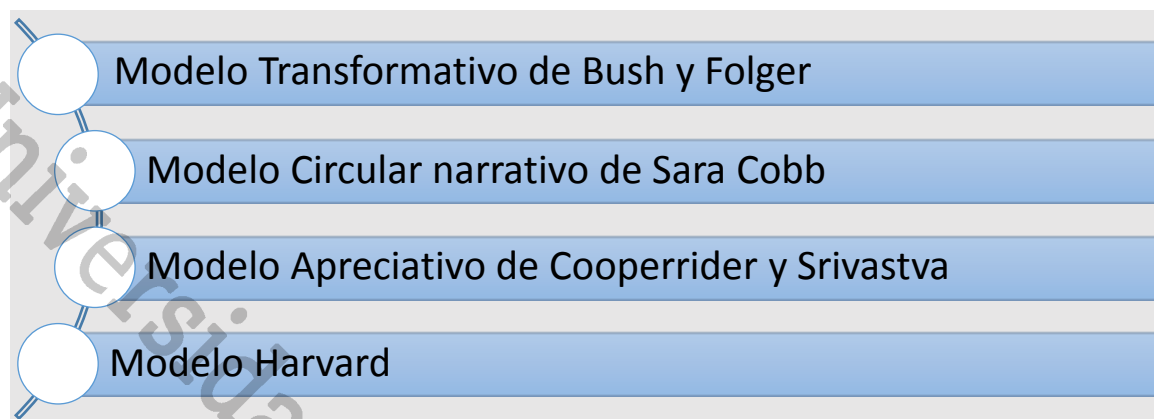 Modelo Transformativo de Bush y Folger
Modelo Circular narrativo de Sara Cobb
Modelo Apreciativo de Cooperrider y Srivastva
Modelo Harvard